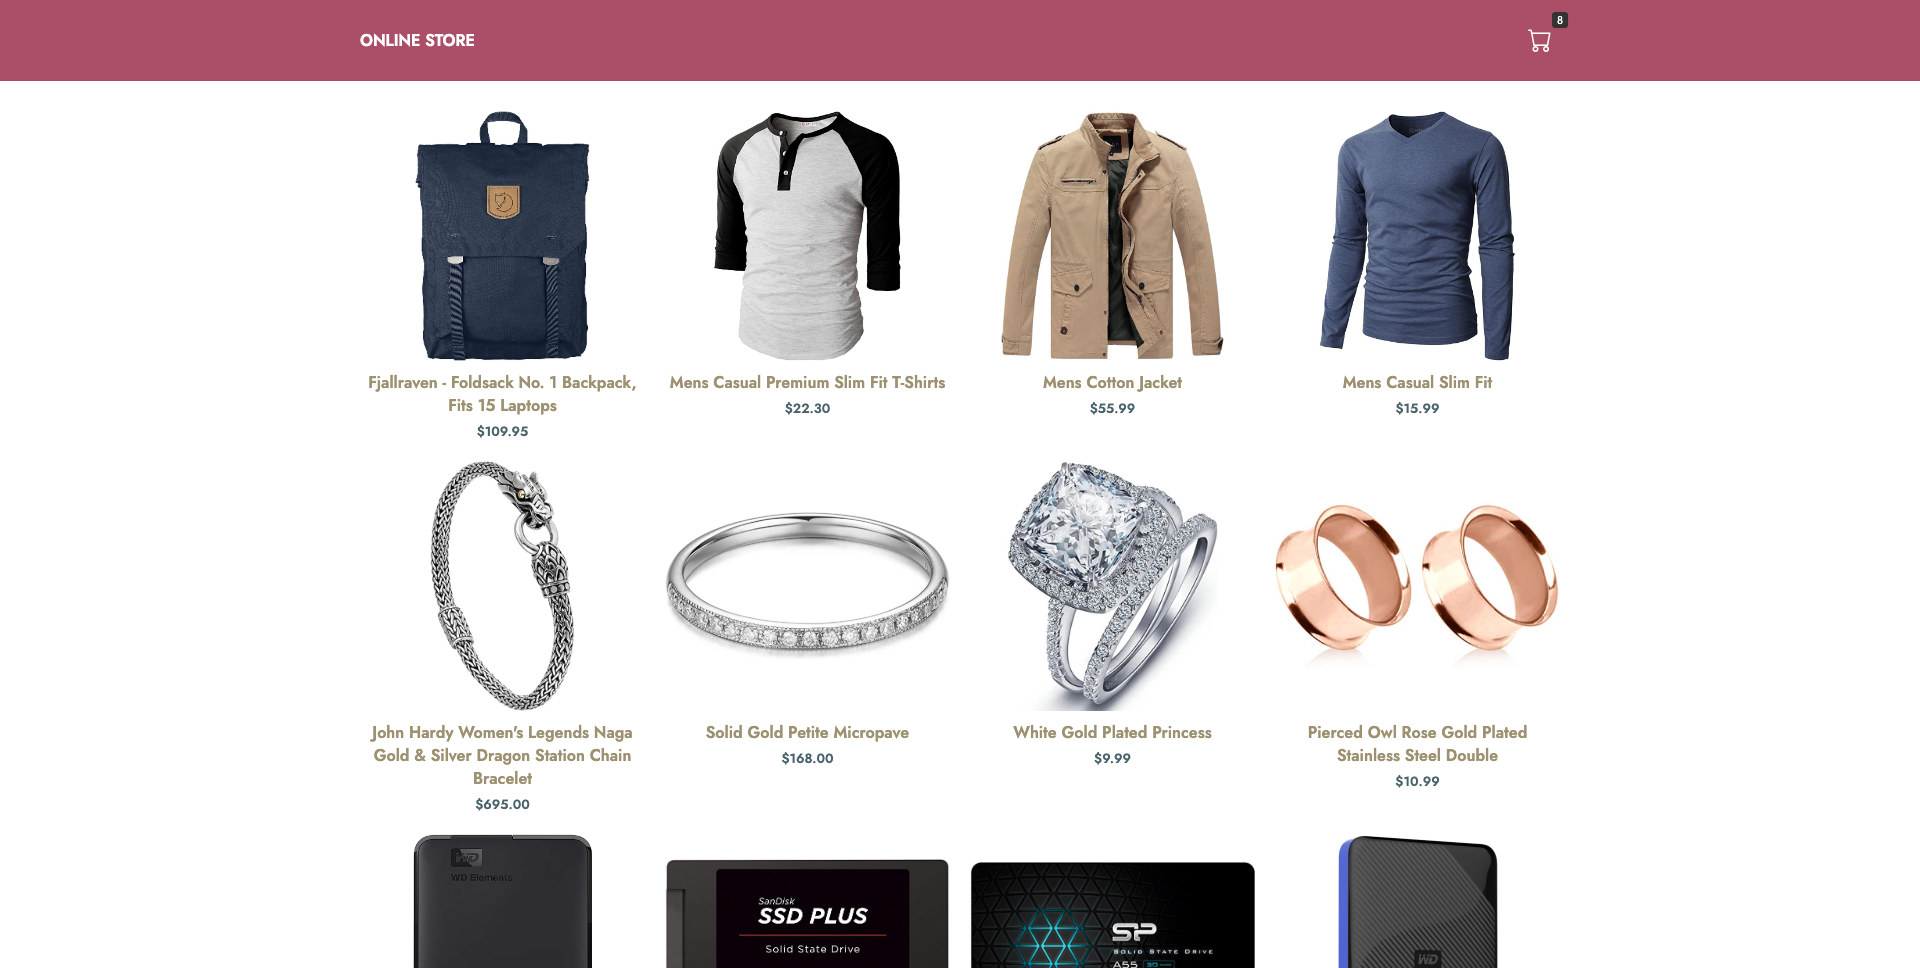 ONLINE STORE
8
Fjallraven - Foldsack No. 1 Backpack,
Fits 15 Laptops
$109.95
Mens Casual Premium Slim Fit T-Shirts
$22.30
Mens Cotton Jacket
$55.99
Mens Casual Slim Fit
$15.99
John Hardy Women's Legends Naga
Gold & Silver Dragon Station Chain
Bracelet
$695.00
Solid Gold Petite Micropave
$168.00
White Gold Plated Princess
$9.99
Pierced Owl Rose Gold Plated
Stainless Steel Double
$10.99
WD
WD Elements
SanDisk
SSD PLUS
Solid State Drive
SP
SOLID STATE DRIVE
A55
WD